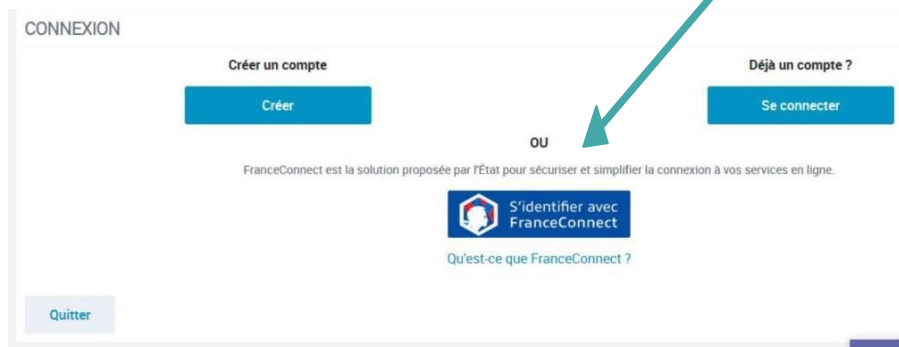 CONNEXION
Créer un compte
Déjà un compte ?
Créer
Se connecter
OU
FranceConnect est la solution proposée par l'État pour sécuriser et simplifier la connexion à vos services en ligne.
S'identifier avec
FranceConnect
Qu'est-ce que FranceConnect ?
Quitter